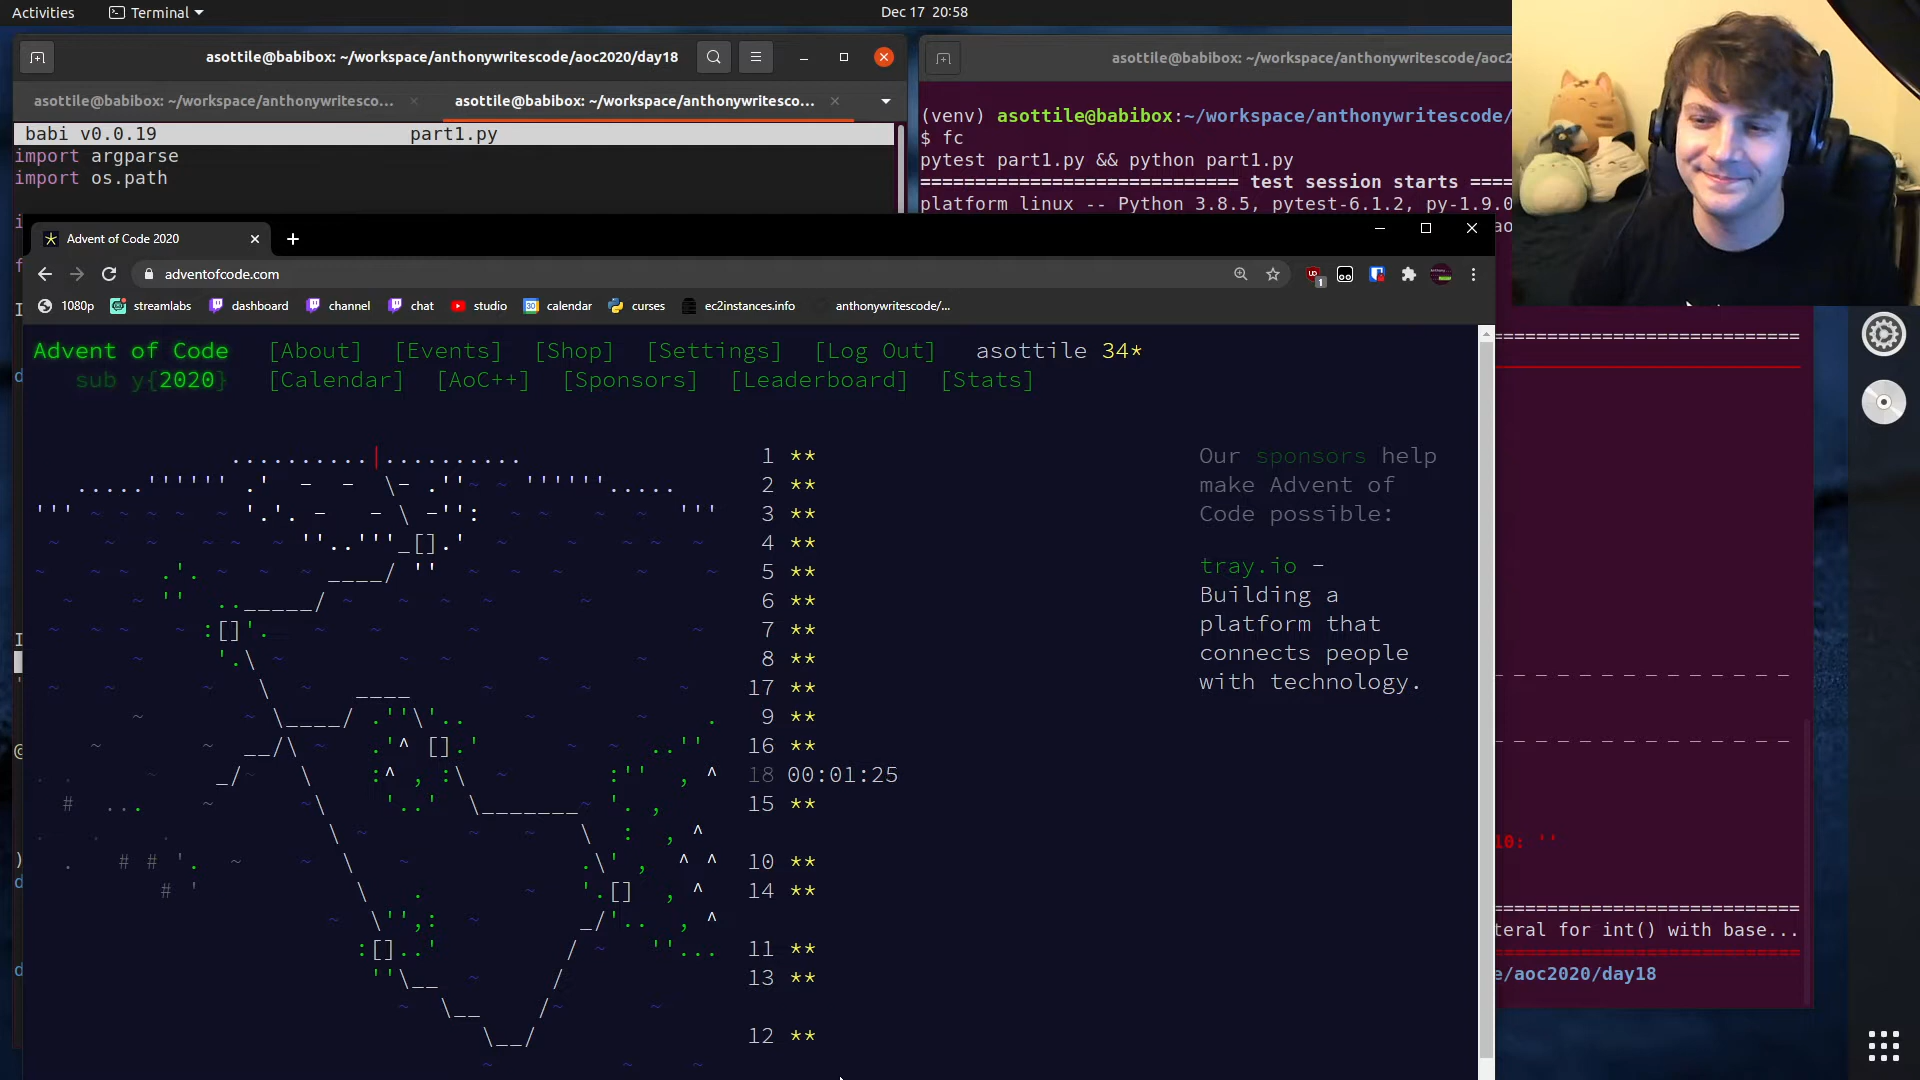 Activities Terminal Dec 17 20:58
asottile@babibox: ~/workspace/anthonywritescode/aoc2020/day18
asottile@babibox: ~/workspace/anthonywritesco...
asottile@babibox: ~/workspace/anthonywritesco...
babi v0.0.19 part1.py
import argparse
import os.path
asottile@babibox: ~/workspace/anthonywritescode/aoc2
(venv) asottile@babibox:~/workspace/anthonywritescode/
$ fc
pytest part1.py && python part1.py
============================ test session starts ====
platform linux -- Python 3.8.5, pytest-6.1.2, py-1.9.0
Advent of Code 2020
adventofcode.com
1080p streamlabs dashboard channel chat studio calendar curses ec2instances.info anthonywritescode/...
Advent of Code [About] [Events] [Shop] [Settings] [Log Out] asottile 34*
sub y{2020} [Calendar] [AoC++] [Sponsors] [Leaderboard] [Stats]
1 **
2 **
3 **
4 **
5 **
6 **
7 **
8 **
17 **
9 **
16 **
18 00:01:25
15 **
10 **
14 **
11 **
13 **
12 **
Our sponsors help
make Advent of
Code possible:
tray.io -
Building a
platform that
connects people
with technology.
10: ''
teral for int() with base...
e/aoc2020/day18